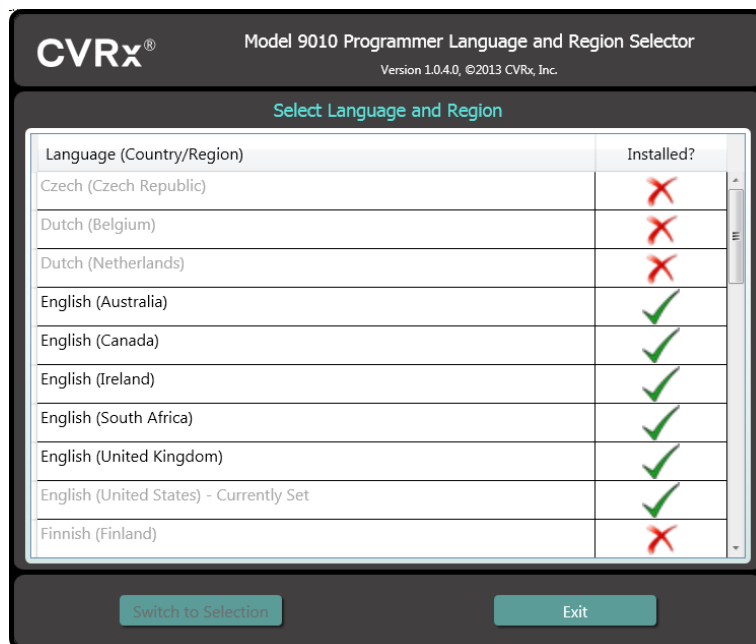 CVRx®
Model 9010 Programmer Language and Region Selector
Version 1.0.4.0, ©2013 CVRx, Inc.
Select Language and Region
Language (Country/Region) Installed?
Czech (Czech Republic)
Dutch (Belgium)
Dutch (Netherlands)
English (Australia)
English (Canada)
English (Ireland)
English (South Africa)
English (United Kingdom)
English (United States) - Currently Set
Finnish (Finland)
Switch to Selection Exit